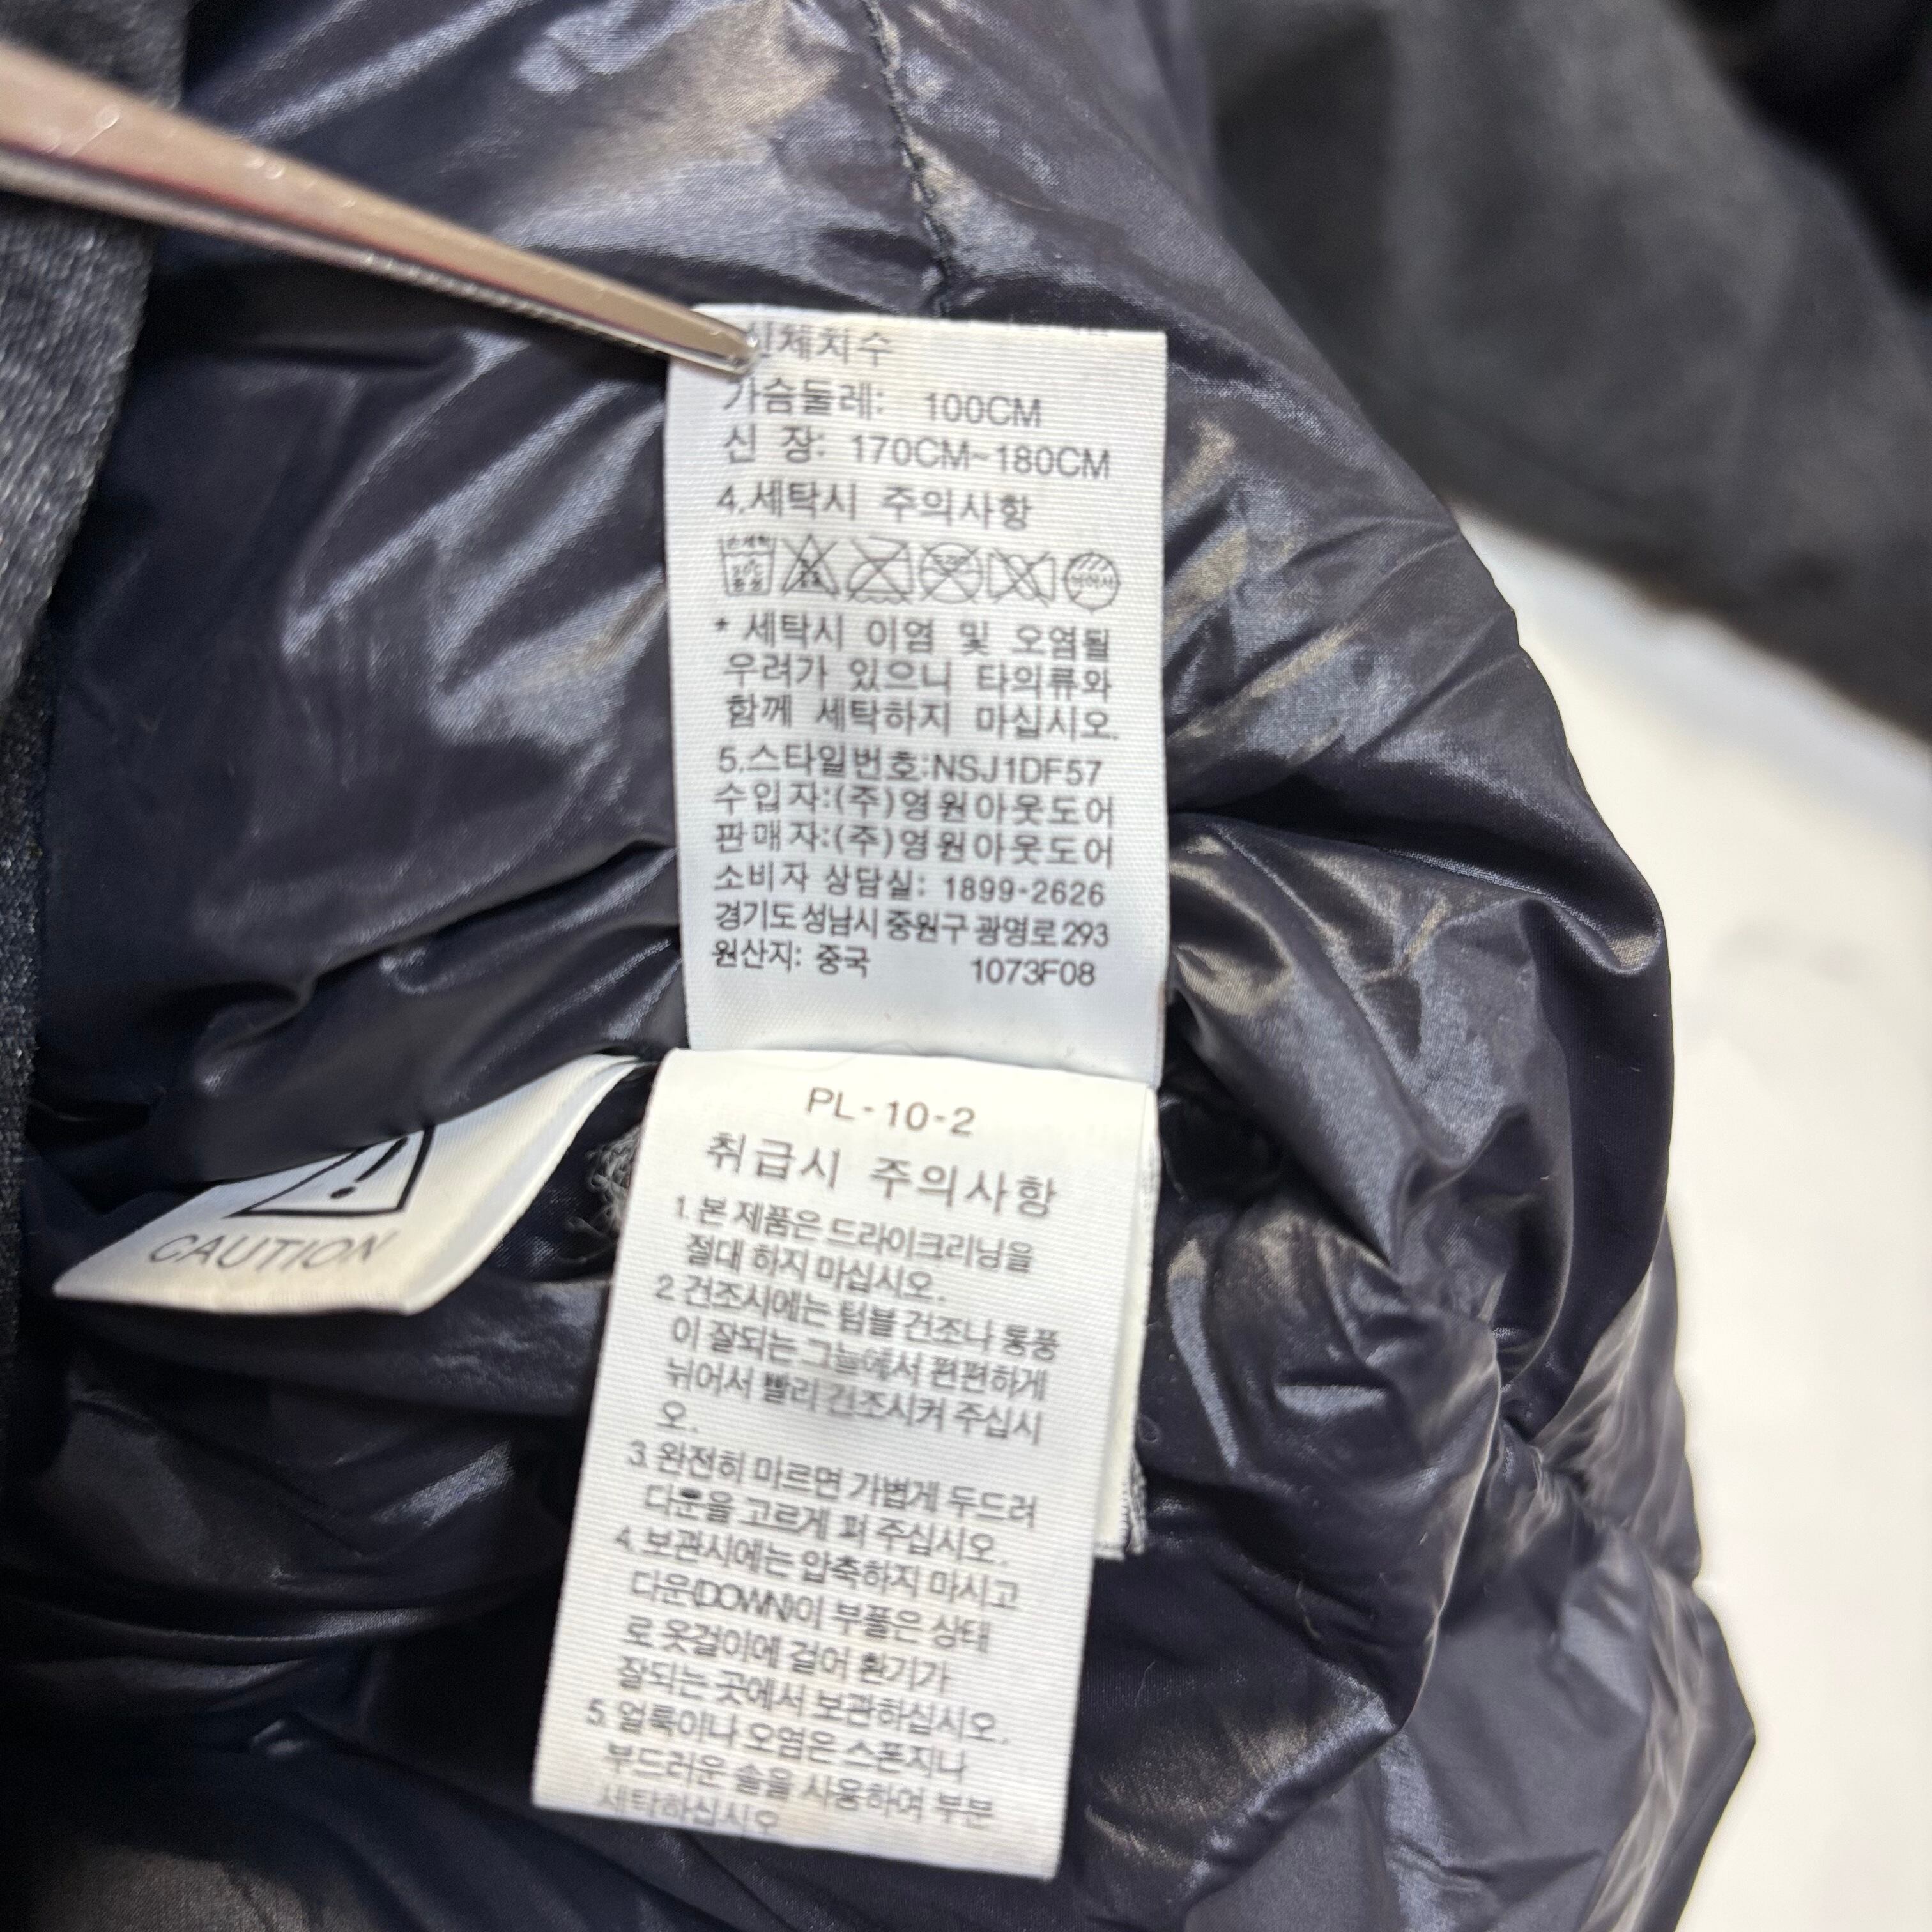 신체치수
가슴둘레: 100CM
신 장: 170CM~180CM
4.세탁시 주의사항
* 세탁시 이염 및 오염될
우려가 있으니 타의류와
함께 세탁하지 마십시오.
5.스타일번호:NSJ1DF57
수입자:(주)영원아웃도어
판매자:(주)영원아웃도어
소비자 상담실: 1899-2626
경기도 성남시 중원구 광명로 293
원산지: 중국 1073F08
CAUTION
PL-10-2
취급시 주의사항
1. 본 제품은 드라이크리닝을
절대 하지 마십시오.
2 건조시에는 텀블 건조나 통풍
이 잘되는 그늘에서 편편하게
뉘어서 빨리 건조시켜 주십시
오.
3. 완전히 마르면 가볍게 두드려
다운을 고르게 펴 주십시오.
4. 보관시에는 압축하지 마시고
다운(DOWN)이 부풀은 상태
로 옷걸이에 걸어 환기가
잘되는 곳에서 보관하십시오.
5. 얼룩이나 오염은 스폰지나
부드러운 솔을 사용하여 부분
세탁하십시오